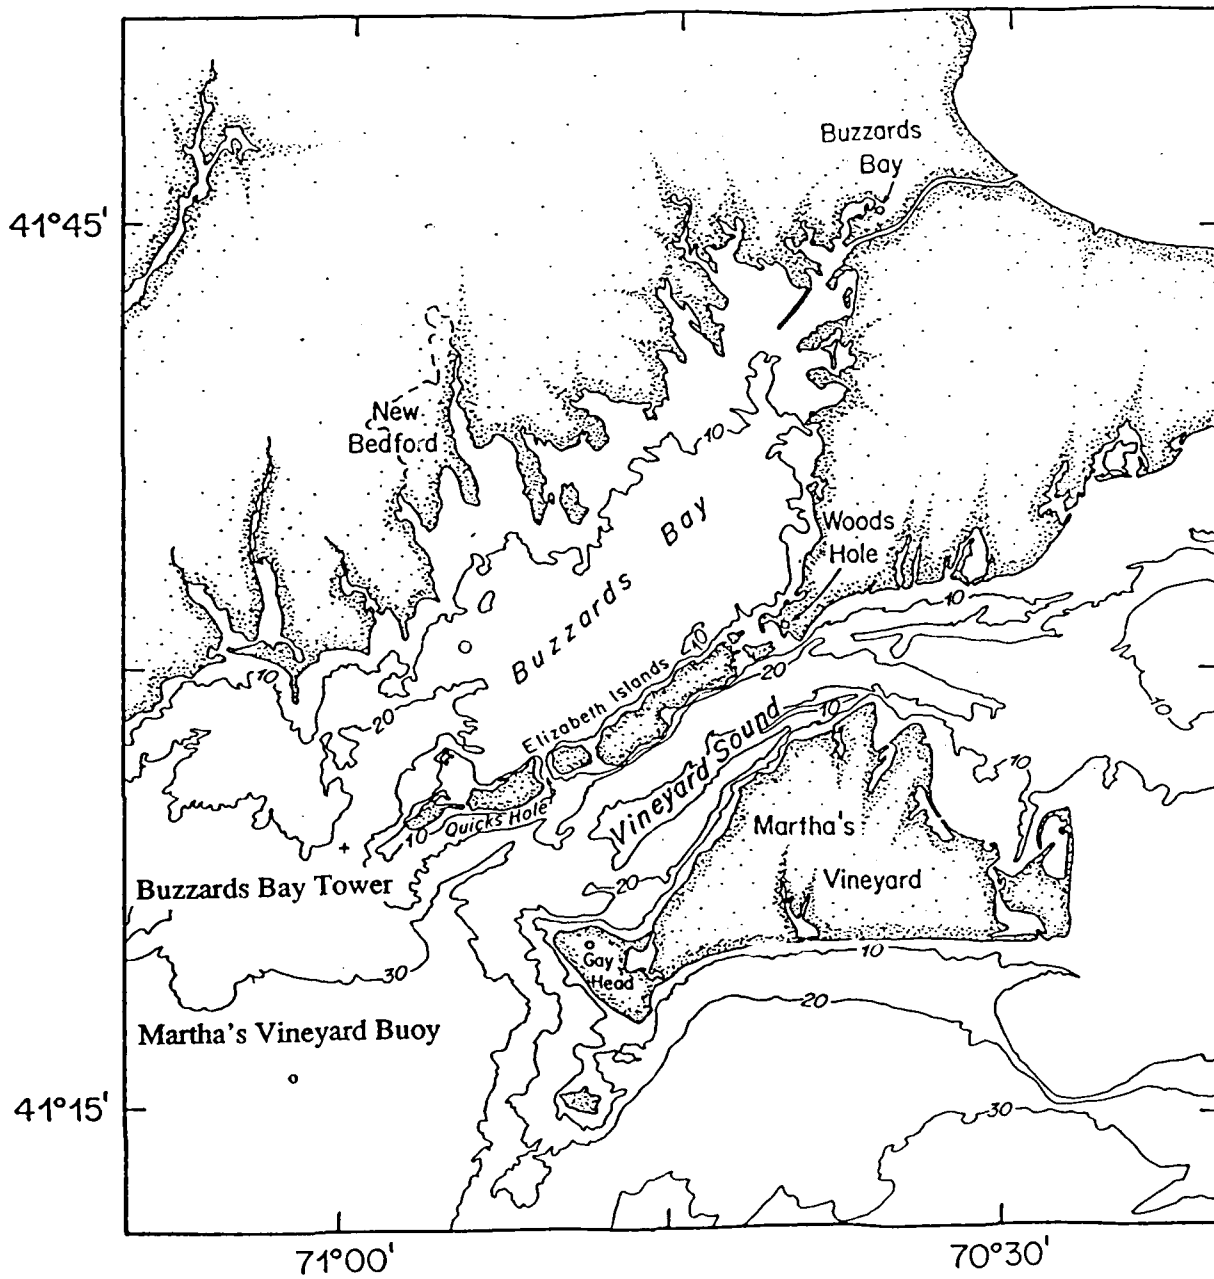 Buzzards
Bay
41°45'
New
Bedford
10
Bay
Woods
Hole
Buzzards
10
10
10
20
20
Elizabeth Islands
10
10
Vineyard Sound
10
Quicks Hole
10
Martha's
Vineyard
Buzzards Bay Tower
20
10
30
Gay
Head
20
Martha's Vineyard Buoy
41°15'
30
71°00'
70°30'